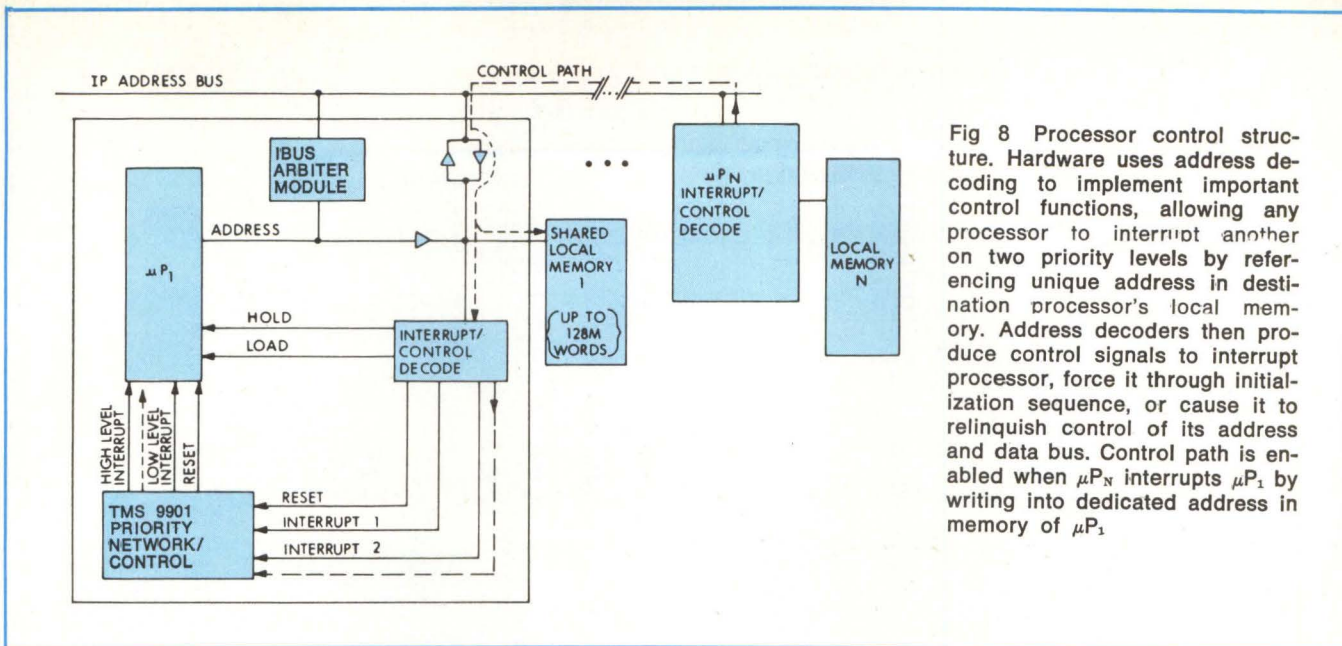 IP ADDRESS BUS
CONTROL PATH
IBUS
ARBITER
MODULE
μP1
ADDRESS
HOLD
LOAD
INTERRUPT/
CONTROL
DECODE
SHARED
LOCAL
MEMORY
1
UP TO
128M
WORDS
μPN
INTERRUPT/
CONTROL
DECODE
LOCAL
MEMORY
N
HIGH LEVEL
INTERRUPT
LOW LEVEL
INTERRUPT
RESET
TMS 9901
PRIORITY
NETWORK/
CONTROL
RESET
INTERRUPT 1
INTERRUPT 2
Fig 8 Processor control struc-
ture. Hardware uses address de-
coding to implement important
control functions, allowing any
processor to interrupt another
on two priority levels by refer-
encing unique address in desti-
nation processor's local mem-
ory. Address decoders then pro-
duce control signals to interrupt
processor, force it through initial-
ization sequence, or cause it to
relinquish control of its address
and data bus. Control path is en-
abled when μPN interrupts μP1 by
writing into dedicated address in
memory of μP1